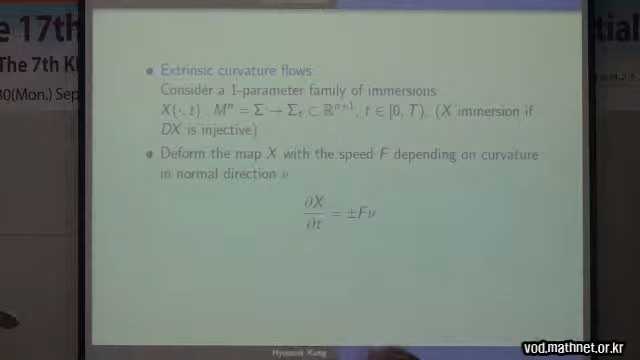 e 17th
The 7th K
30(Mon.) Sep
tial
Extrinsic curvature flows
Consider a 1-parameter family of immersions
X(·, t) M^n = Σ → Σ_t ⊂ ℝ^{n+1}, t ∈ [0, T). (X immersion if
DX is injective)
Deform the map X with the speed F depending on curvature
in normal direction ν
∂X/∂t = ±Fν
Kang
vod.mathnet.or.kr